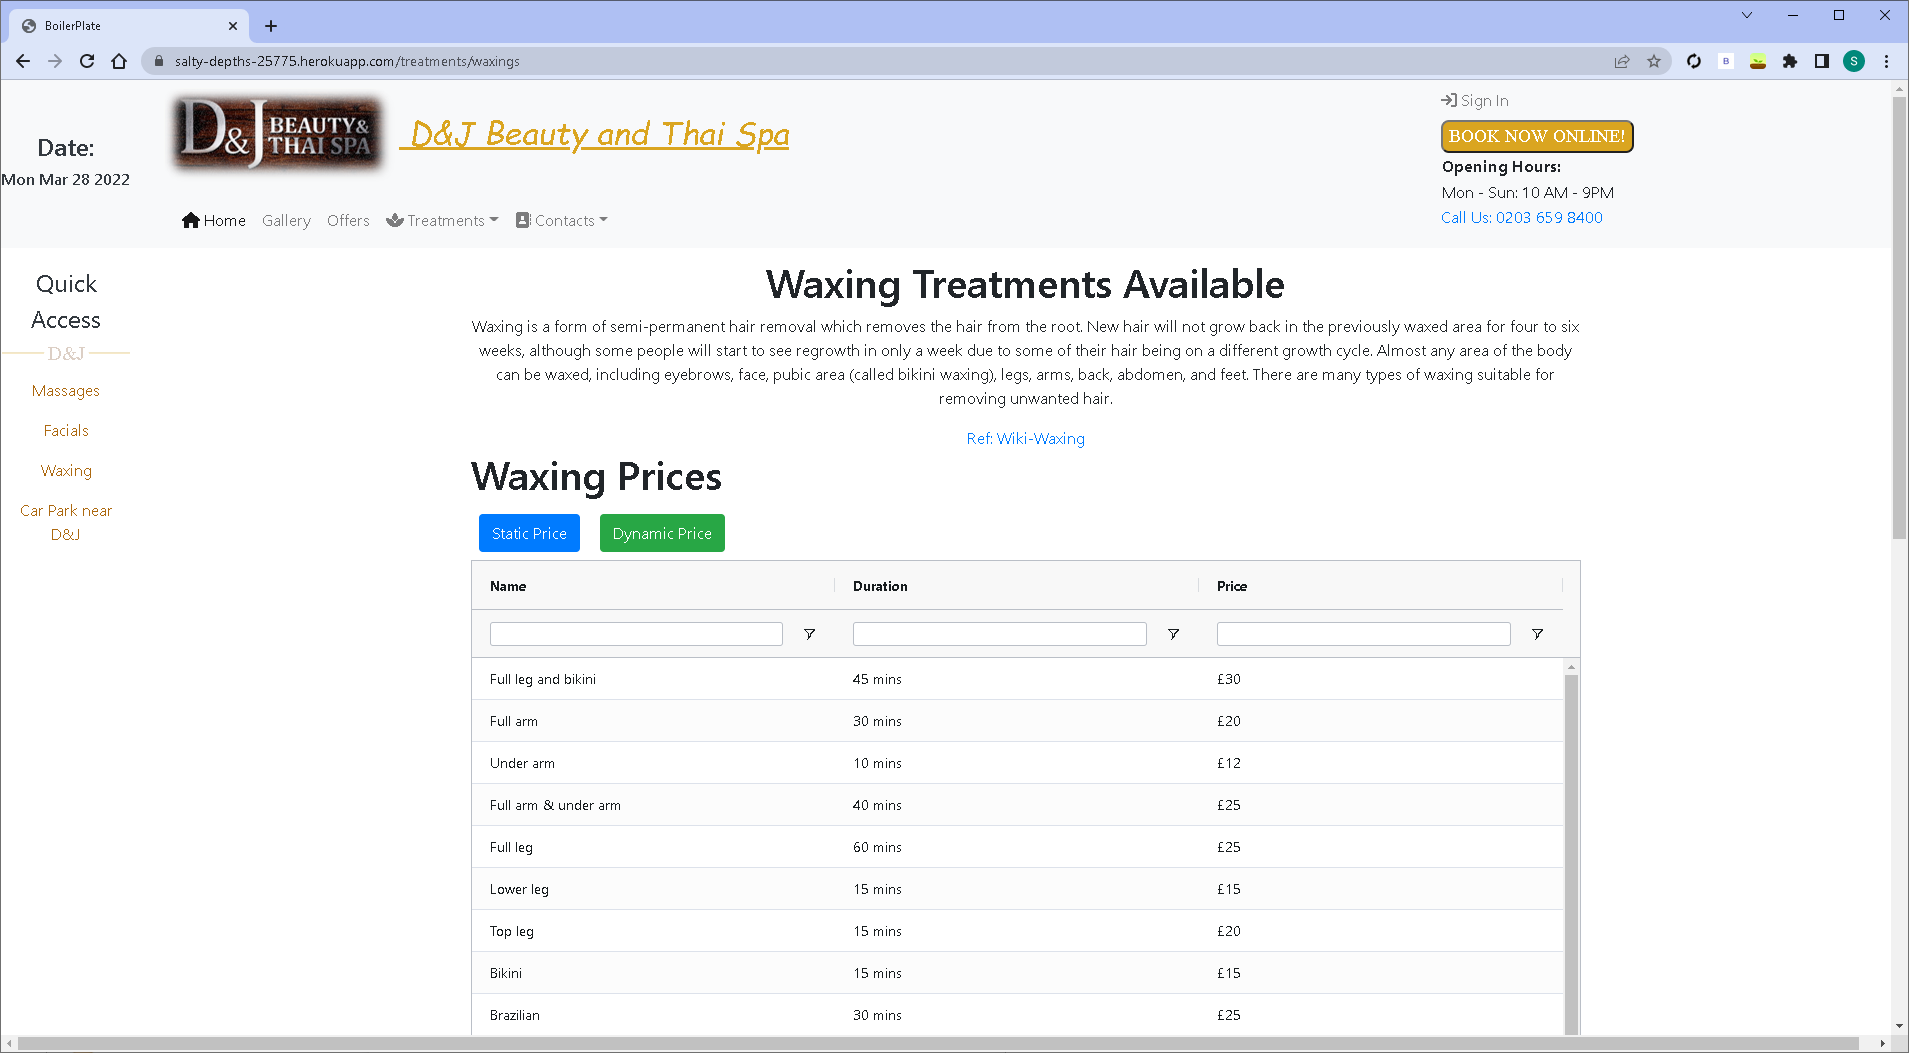 BoilerPlate
salty-depths-25775.herokuapp.com/treatments/waxings
B
S
D&J BEAUTY&
THAI SPA
D&J Beauty and Thai Spa
Sign In
BOOK NOW ONLINE!
Opening Hours:
Mon - Sun: 10 AM - 9PM
Call Us: 0203 659 8400
Date:
Mon Mar 28 2022
Home Gallery Offers Treatments Contacts
Quick
Access
D&J
Massages
Facials
Waxing
Car Park near
D&J
Waxing Treatments Available
Waxing is a form of semi-permanent hair removal which removes the hair from the root. New hair will not grow back in the previously waxed area for four to six
weeks, although some people will start to see regrowth in only a week due to some of their hair being on a different growth cycle. Almost any area of the body
can be waxed, including eyebrows, face, pubic area (called bikini waxing), legs, arms, back, abdomen, and feet. There are many types of waxing suitable for
removing unwanted hair.
Ref: Wiki-Waxing
Waxing Prices
Static Price Dynamic Price
Name Duration Price
Full leg and bikini 45 mins £30
Full arm 30 mins £20
Under arm 10 mins £12
Full arm & under arm 40 mins £25
Full leg 60 mins £25
Lower leg 15 mins £15
Top leg 15 mins £20
Bikini 15 mins £15
Brazilian 30 mins £25